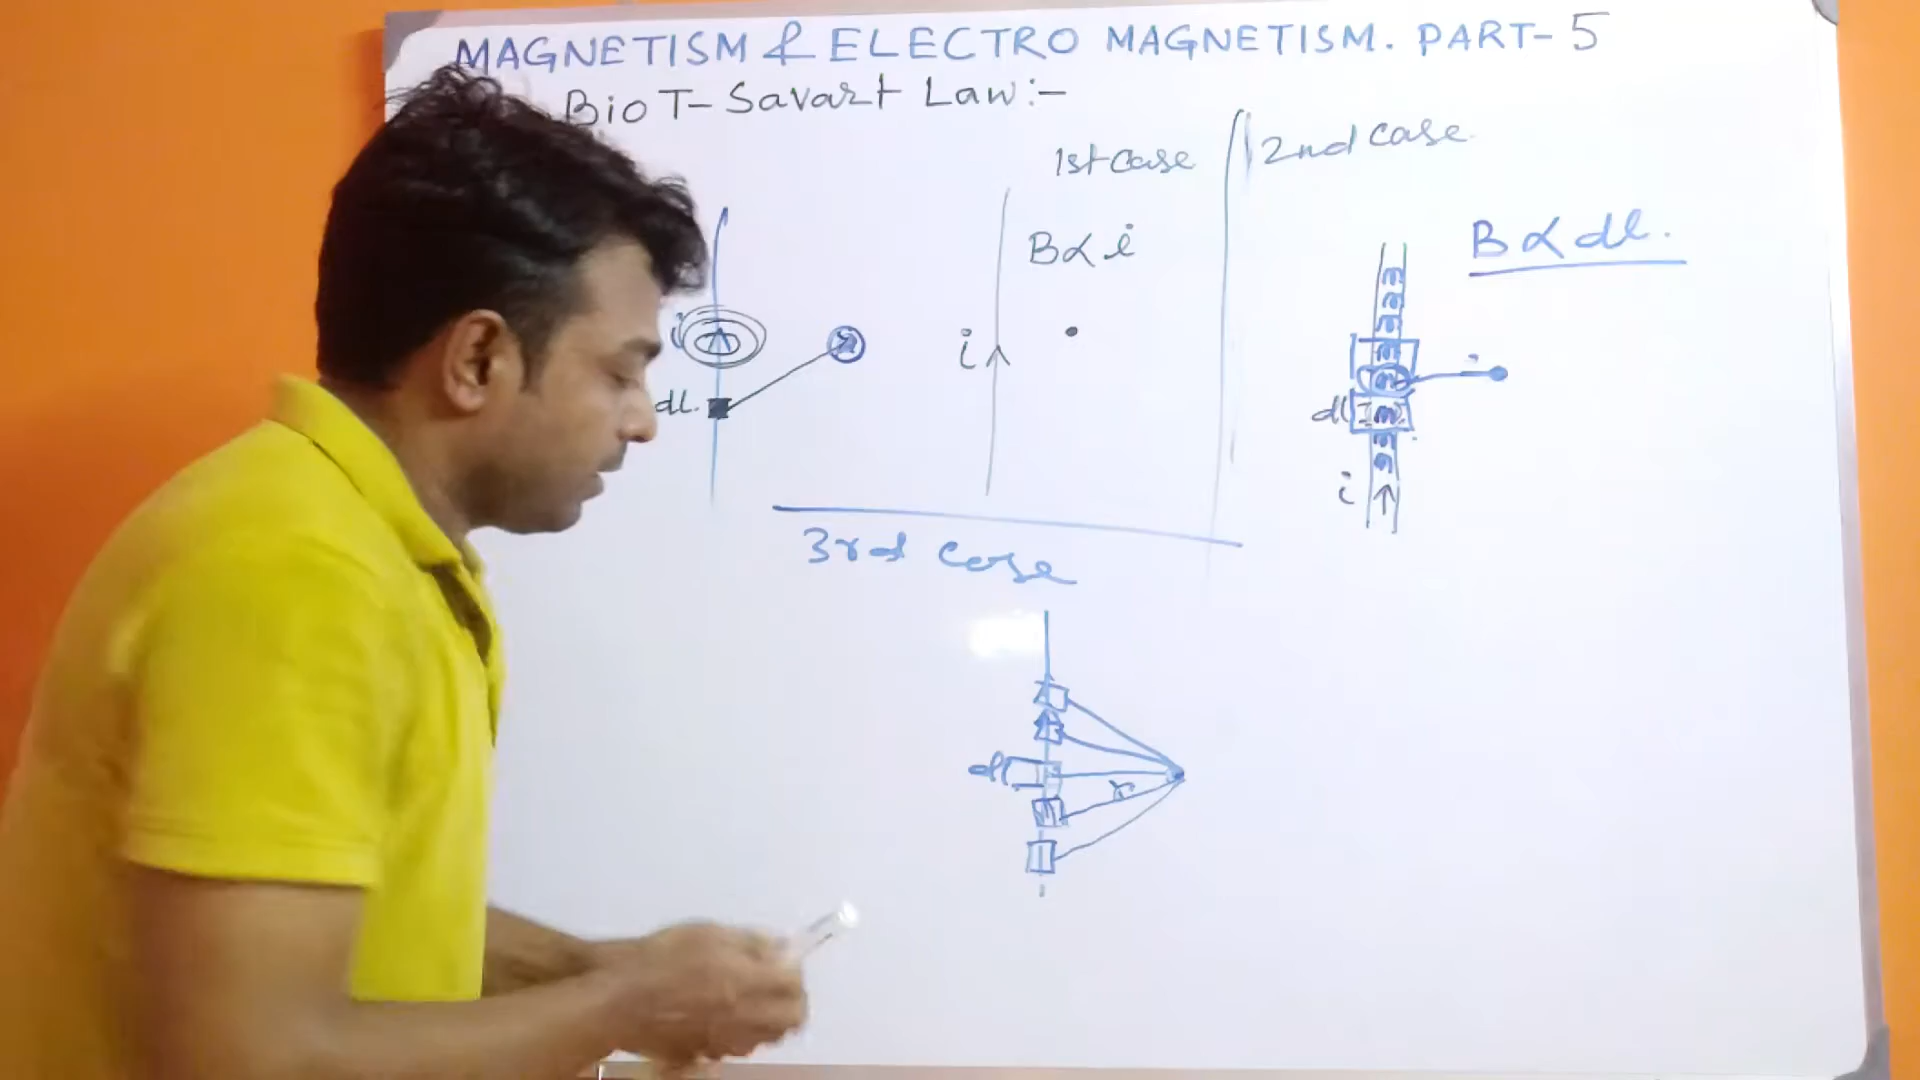 MAGNETISM & ELECTRO MAGNETISM. PART-5
BioT-Savart Law:-
1st case
2nd case
B∝i
B∝dl.
i
i
dl.
dl
i
3rd case
dl
r